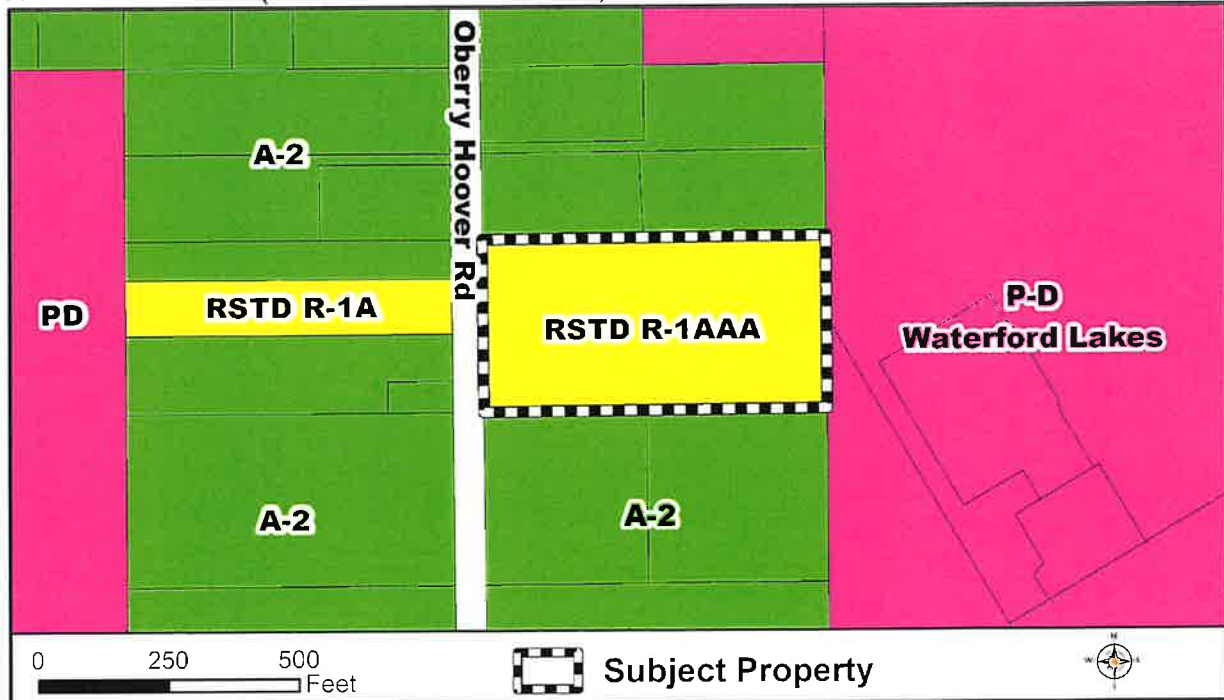 Oberry Hoover Rd
A-2
PD
RSTD R-1A
RSTD R-1AAA
P-D
Waterford Lakes
A-2
A-2
0 250 500
Feet
Subject Property
N
W E
S